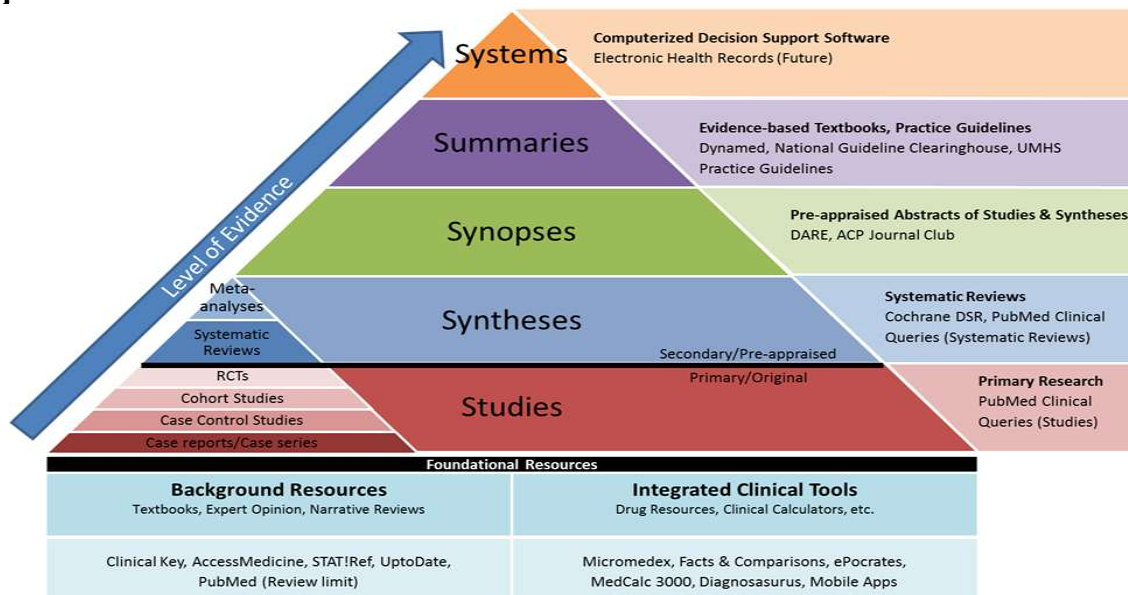 Systems
Computerized Decision Support Software
Electronic Health Records (Future)
Level of Evidence
Summaries
Evidence-based Textbooks, Practice Guidelines
Dynamed, National Guideline Clearinghouse, UMHS
Practice Guidelines
Synopses
Pre-appraised Abstracts of Studies & Syntheses
DARE, ACP Journal Club
Meta-
analyses
Systematic
Reviews
Syntheses
Secondary/Pre-appraised
Systematic Reviews
Cochrane DSR, PubMed Clinical
Queries (Systematic Reviews)
RCTs
Cohort Studies
Case Control Studies
Case reports/Case series
Studies
Primary/Original
Primary Research
PubMed Clinical
Queries (Studies)
Foundational Resources
Background Resources
Textbooks, Expert Opinion, Narrative Reviews
Clinical Key, AccessMedicine, STAT!Ref, UptoDate,
PubMed (Review limit)
Integrated Clinical Tools
Drug Resources, Clinical Calculators, etc.
Micromedex, Facts & Comparisons, ePocrates,
MedCalc 3000, Diagnosaurus, Mobile Apps